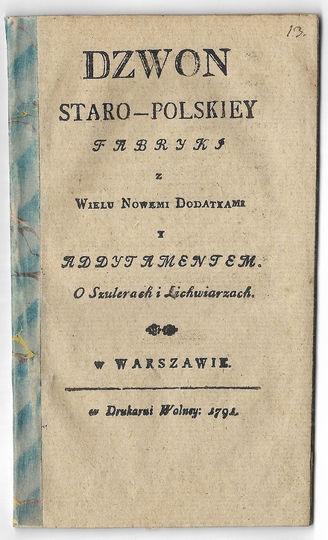 13.
DZWON
STARO-POLSKIEY
FABRYKI
z
WIELU NOWEMI DODATKAMI
Y
ADDYTAMENTEM.
O Szulerach i Lichwiarzach.
w WARSZAWIE.
w Drukarni Wolney: 1791.